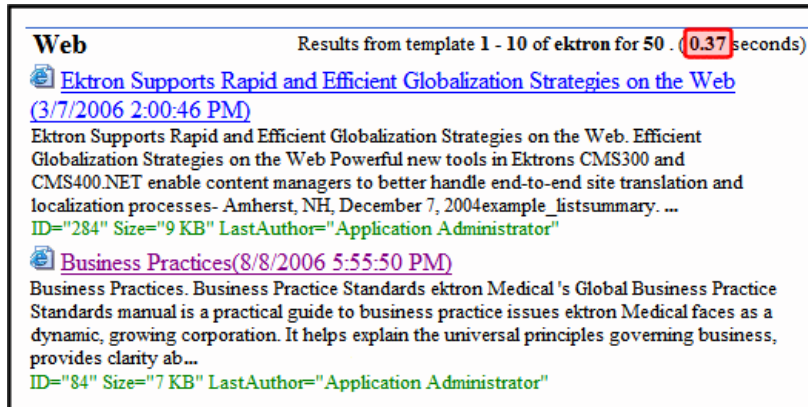 Web Results from template 1 - 10 of ektron for 50 . (0.37 seconds)
Ektron Supports Rapid and Efficient Globalization Strategies on the Web
(3/7/2006 2:00:46 PM)
Ektron Supports Rapid and Efficient Globalization Strategies on the Web. Efficient
Globalization Strategies on the Web Powerful new tools in Ektrons CMS300 and
CMS400.NET enable content managers to better handle end-to-end site translation and
localization processes- Amherst, NH, December 7, 2004example_listsummary. ...
ID="284" Size="9 KB" LastAuthor="Application Administrator"
Business Practices(8/8/2006 5:55:50 PM)
Business Practices. Business Practice Standards ektron Medical 's Global Business Practice
Standards manual is a practical guide to business practice issues ektron Medical faces as a
dynamic, growing corporation. It helps explain the universal principles governing business,
provides clarity ab...
ID="84" Size="7 KB" LastAuthor="Application Administrator"